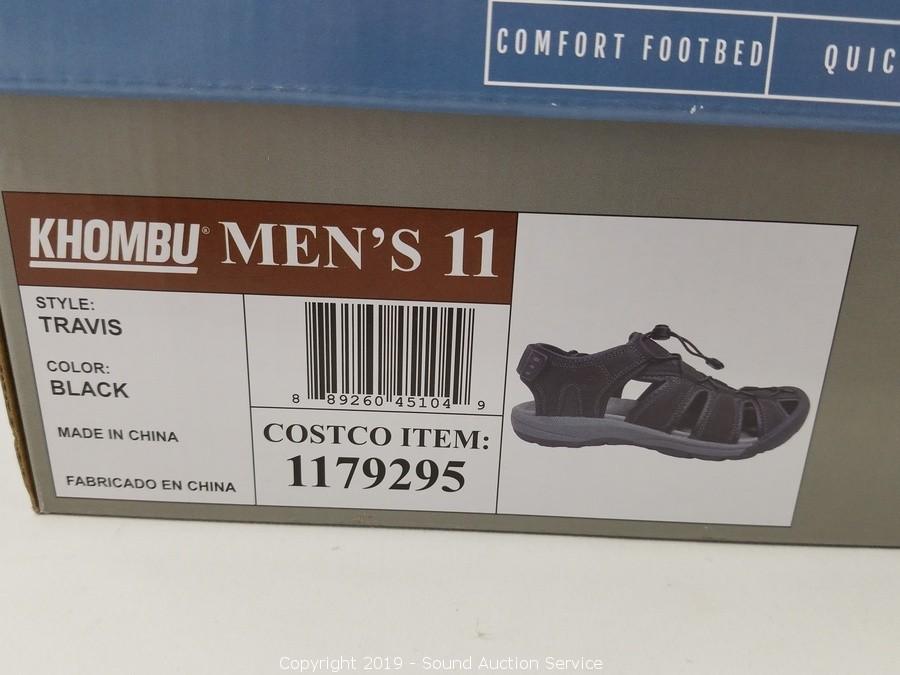 COMFORT FOOTBED
QUIC
KHOMBU® MEN'S 11
STYLE:
TRAVIS
COLOR:
BLACK
MADE IN CHINA
FABRICADO EN CHINA
8 89260 45104 9
COSTCO ITEM:
1179295
Copyright 2019 - Sound Auction Service